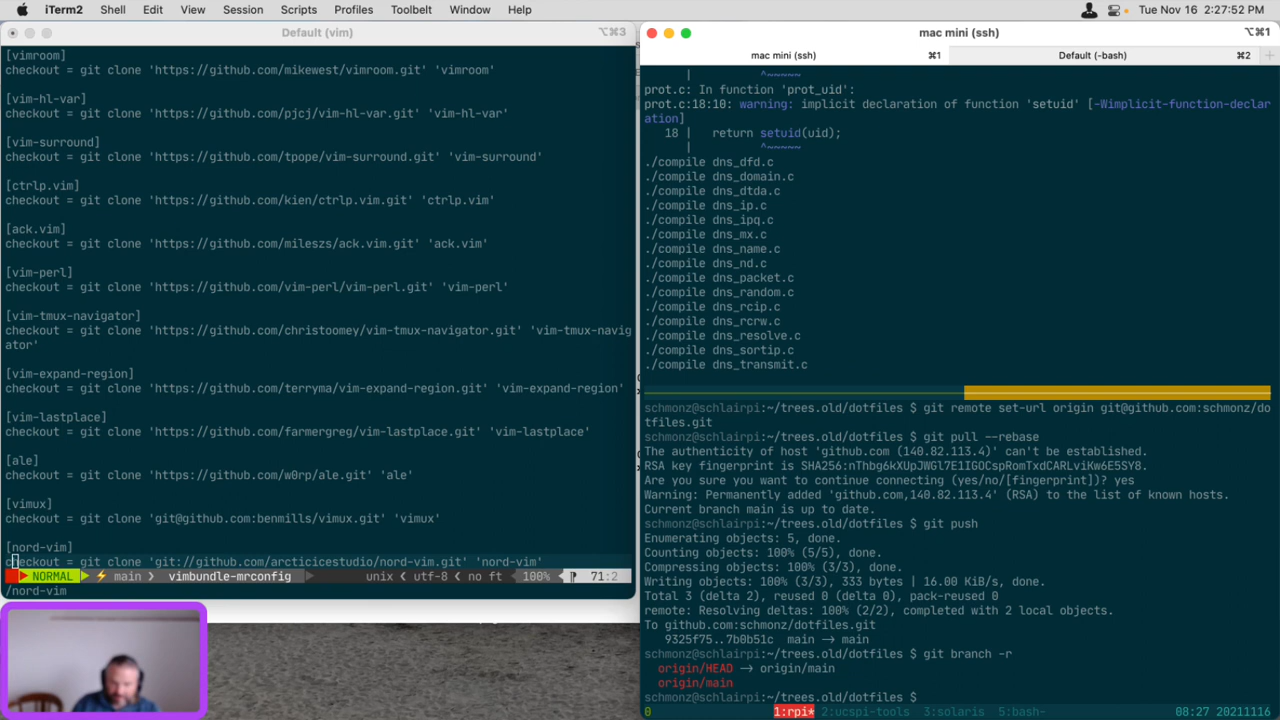 iTerm2 Shell Edit View Session Scripts Profiles Toolbelt Window Help Tue Nov 16 2:27:52 PM
Default (vim) ⌥⌘3
[vimroom]
checkout = git clone 'https://github.com/mikewest/vimroom.git' 'vimroom'
[vim-hl-var]
checkout = git clone 'https://github.com/pjcj/vim-hl-var.git' 'vim-hl-var'
[vim-surround]
checkout = git clone 'https://github.com/tpope/vim-surround.git' 'vim-surround'
[ctrlp.vim]
checkout = git clone 'https://github.com/kien/ctrlp.vim.git' 'ctrlp.vim'
[ack.vim]
checkout = git clone 'https://github.com/mileszs/ack.vim.git' 'ack.vim'
[vim-perl]
checkout = git clone 'https://github.com/vim-perl/vim-perl.git' 'vim-perl'
[vim-tmux-navigator]
checkout = git clone 'https://github.com/christoomey/vim-tmux-navigator.git' 'vim-tmux-navig
ator'
[vim-expand-region]
checkout = git clone 'https://github.com/terryma/vim-expand-region.git' 'vim-expand-region'
[vim-lastplace]
checkout = git clone 'https://github.com/farmergreg/vim-lastplace.git' 'vim-lastplace'
[ale]
checkout = git clone 'https://github.com/w0rp/ale.git' 'ale'
[vimux]
checkout = git clone 'git@github.com:benmills/vimux.git' 'vimux'
[nord-vim]
checkout = git clone 'git://github.com/arcticicestudio/nord-vim.git' 'nord-vim'
NORMAL ⚡ main vimbundle-mrconfig unix utf-8 no ft 100% 71:2
/nord-vim
mac mini (ssh) ⌥⌘1
mac mini (ssh) ⌘1 Default (-bash) ⌘2
| ^~~~~~
prot.c: In function 'prot_uid':
prot.c:18:10: warning: implicit declaration of function 'setuid' [-Wimplicit-function-declar
ation]
18 | return setuid(uid);
| ^~~~~~
./compile dns_dfd.c
./compile dns_domain.c
./compile dns_dtda.c
./compile dns_ip.c
./compile dns_ipq.c
./compile dns_mx.c
./compile dns_name.c
./compile dns_nd.c
./compile dns_packet.c
./compile dns_random.c
./compile dns_rcip.c
./compile dns_rcrw.c
./compile dns_resolve.c
./compile dns_sortip.c
./compile dns_transmit.c
schmonz@schlairpi:~/trees.old/dotfiles $ git remote set-url origin git@github.com:schmonz/do
tfiles.git
schmonz@schlairpi:~/trees.old/dotfiles $ git pull --rebase
The authenticity of host 'github.com (140.82.113.4)' can't be established.
RSA key fingerprint is SHA256:nThbg6kXUpJWGl7E1IGOCspRomTxdCARLviKw6E5SY8.
Are you sure you want to continue connecting (yes/no/[fingerprint])? yes
Warning: Permanently added 'github.com,140.82.113.4' (RSA) to the list of known hosts.
Current branch main is up to date.
schmonz@schlairpi:~/trees.old/dotfiles $ git push
Enumerating objects: 5, done.
Counting objects: 100% (5/5), done.
Compressing objects: 100% (3/3), done.
Writing objects: 100% (3/3), 333 bytes | 16.00 KiB/s, done.
Total 3 (delta 2), reused 0 (delta 0), pack-reused 0
remote: Resolving deltas: 100% (2/2), completed with 2 local objects.
To github.com:schmonz/dotfiles.git
9325f75..7b0b51c main -> main
schmonz@schlairpi:~/trees.old/dotfiles $ git branch -r
origin/HEAD -> origin/main
origin/main
schmonz@schlairpi:~/trees.old/dotfiles $
0 1:rpi* 2:ucspi-tools 3:solaris 5:bash- 08:27 20211116